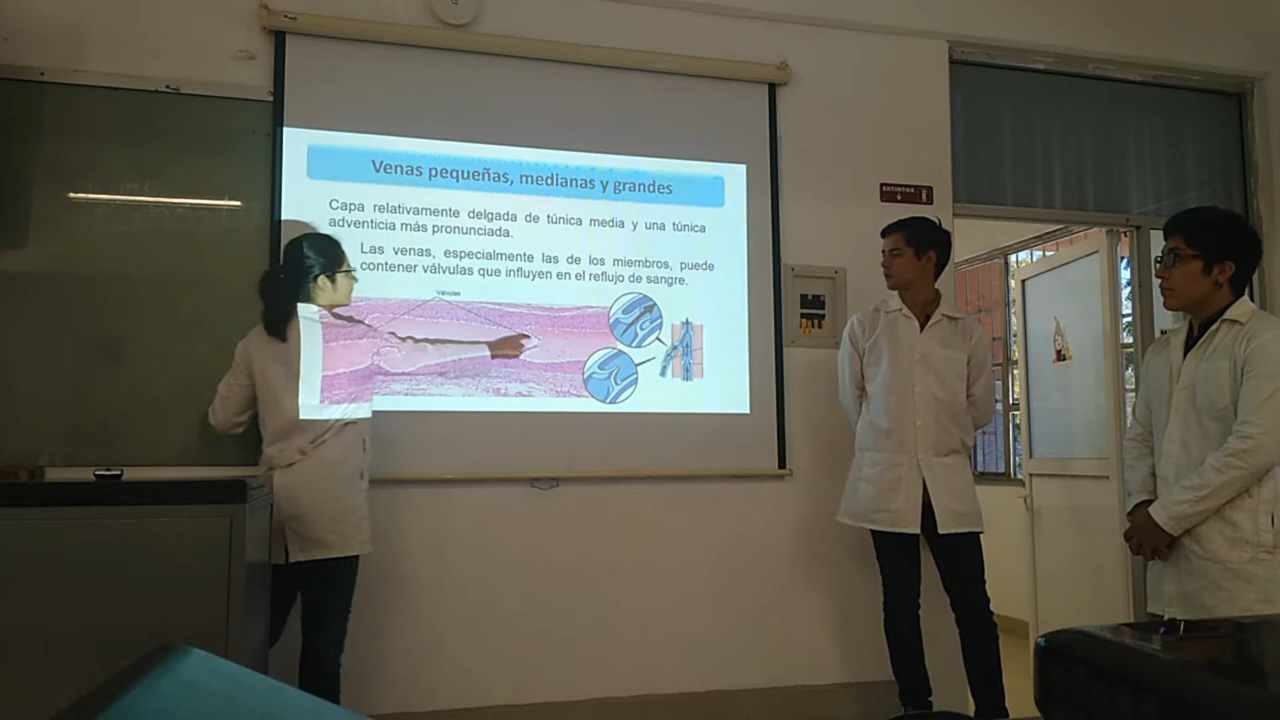 Venas pequeñas, medianas y grandes
Capa relativamente delgada de túnica media y una túnica
adventicia más pronunciada.
Las venas, especialmente las de los miembros, puede
contener válvulas que influyen en el reflujo de sangre.
Válvulas
EXTINTOR